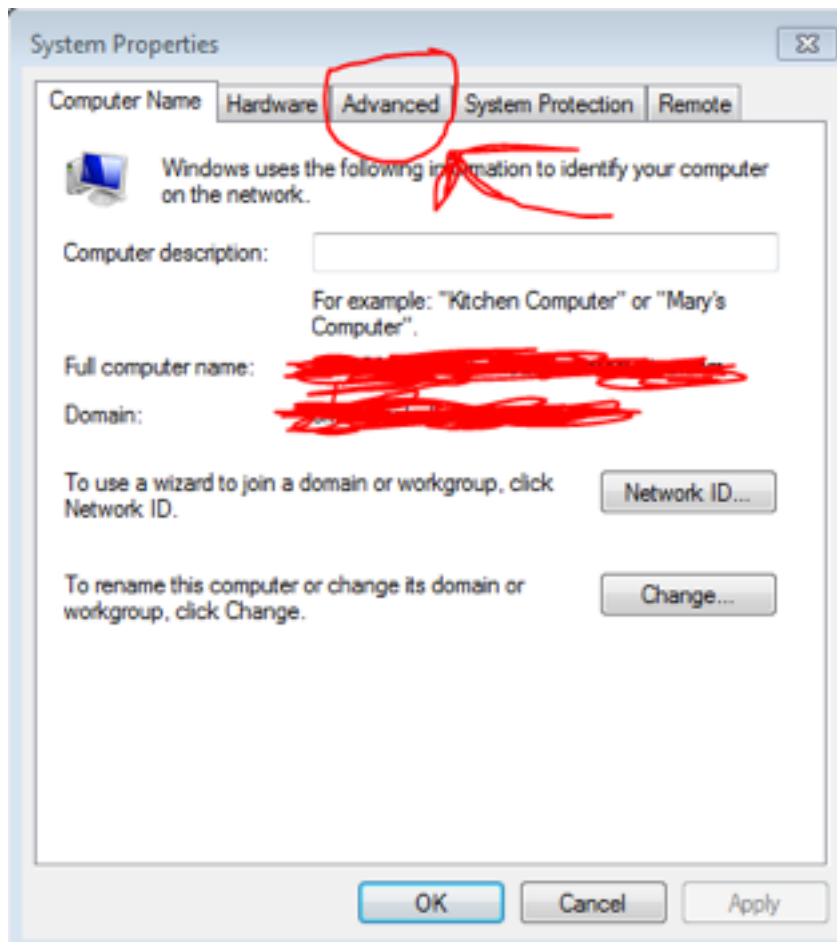 System Properties
Computer Name Hardware Advanced System Protection Remote
Windows uses the following information to identify your computer
on the network.
Computer description:
For example: "Kitchen Computer" or "Mary's
Computer".
Full computer name:
Domain:
To use a wizard to join a domain or workgroup, click
Network ID.
Network ID...
To rename this computer or change its domain or
workgroup, click Change.
Change...
OK Cancel Apply